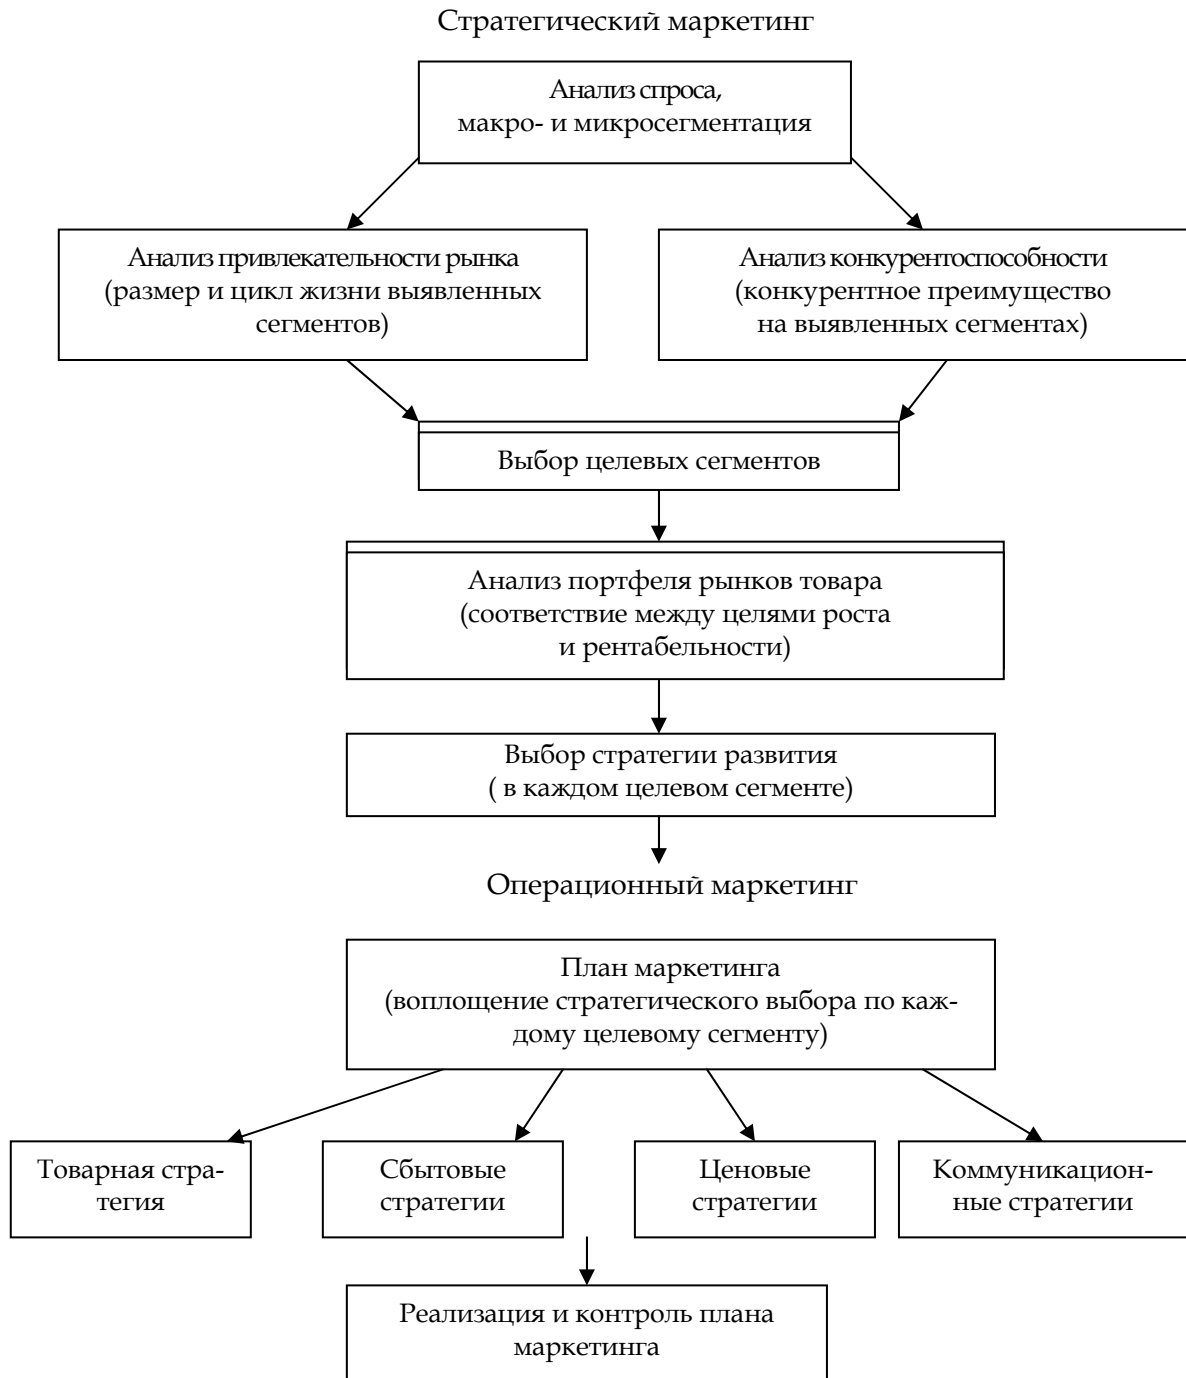 Стратегический маркетинг
Анализ спроса,
макро- и микросегментация
Анализ привлекательности рынка
(размер и цикл жизни выявленных
сегментов)
Анализ конкурентоспособности
(конкурентное преимущество
на выявленных сегментах)
Выбор целевых сегментов
Анализ портфеля рынков товара
(соответствие между целями роста
и рентабельности)
Выбор стратегии развития
( в каждом целевом сегменте)
Операционный маркетинг
План маркетинга
(воплощение стратегического выбора по каж-
дому целевому сегменту)
Товарная стра-
тегия
Сбытовые
стратегии
Ценовые
стратегии
Коммуникацион-
ные стратегии
Реализация и контроль плана
маркетинга